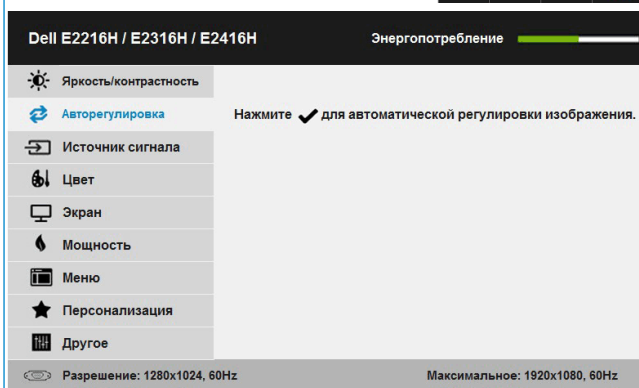 Dell E2216H / E2316H / E2416H Энергопотребление
Яркость/контрастность
Авторегулировка
Нажмите для автоматической регулировки изображения.
Источник сигнала
Цвет
Экран
Мощность
Меню
Персонализация
Другое
Разрешение: 1280x1024, 60Hz Максимальное: 1920x1080, 60Hz